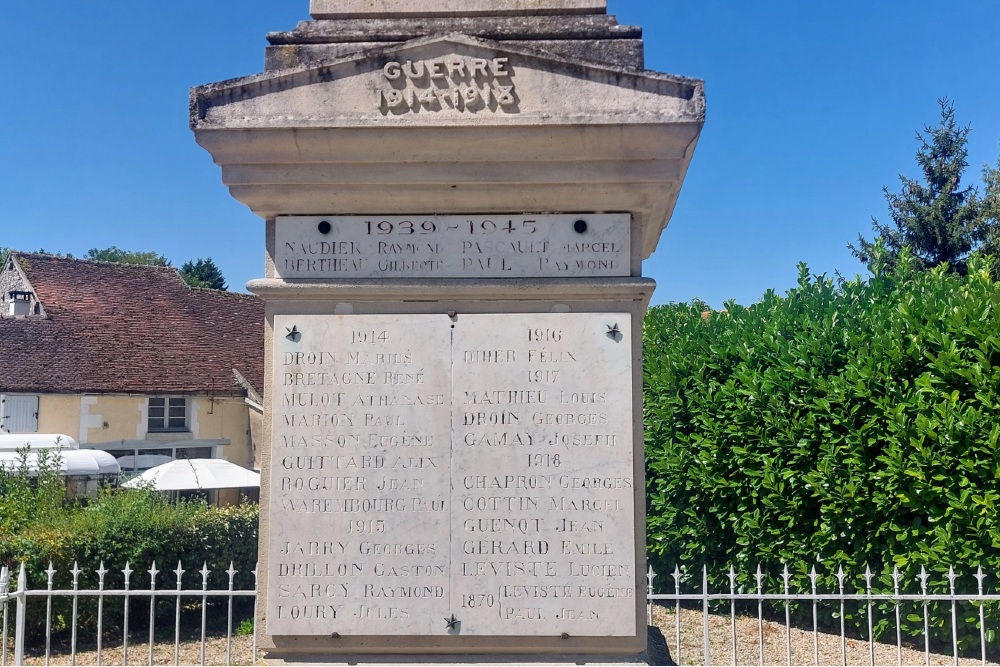 GUERRE
1914-1918
1939-1945
NAUDIER RAYMOND PASCAULT MARCEL
BERTHEAU GILBERTE PAUL RAYMOND
1914
DROIN MARIUS
BRETAGNE RENÉ
MULOT ATHANASE
MARION PAUL
MASSON EUGÈNE
GUITTARD ALIX
ROGUIER JEAN
WAREMBOURG PAUL
1915
JARRY GEORGES
DRILLON GASTON
SARCY RAYMOND
LOURY JULES
1916
DIHER FÉLIX
1917
MATHIEU LOUIS
DROIN GEORGES
GAMAY JOSEPH
1918
CHAPRON GEORGES
COTTIN MARCEL
GUENOT JEAN
GÉRARD EMILE
LEVISTE LUCIEN
1870 LEVISTE EUGÈNE
PAUL JEAN